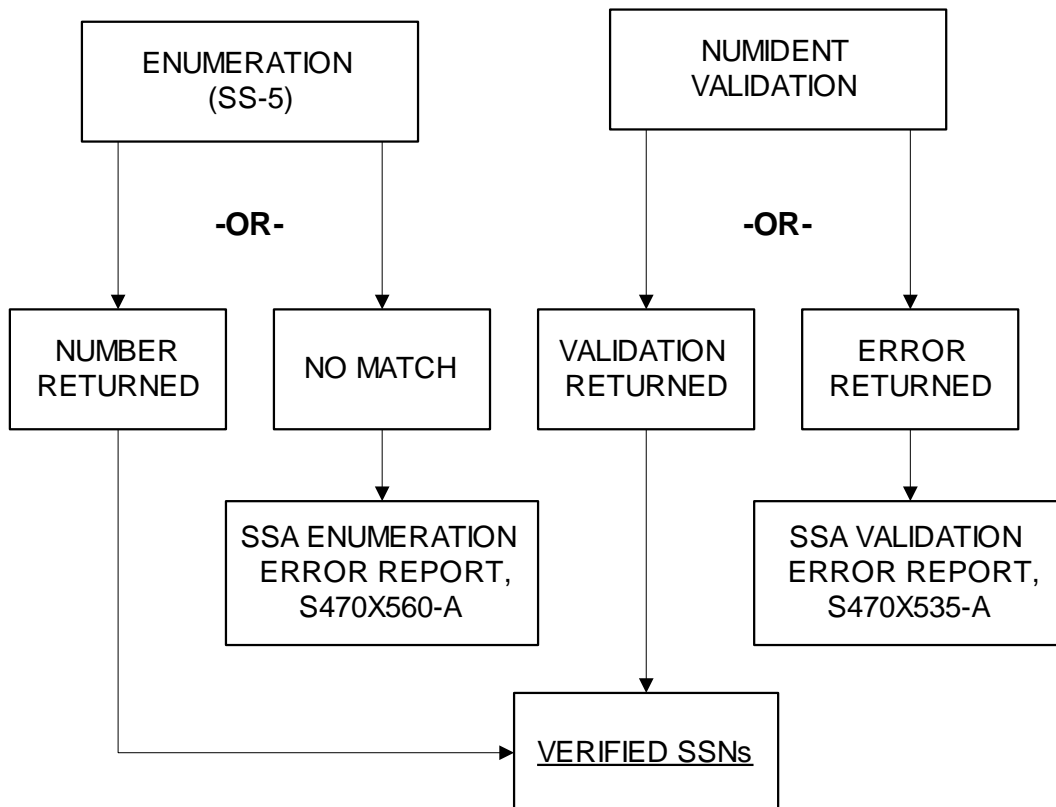 ENUMERATION
(SS-5)
NUMIDENT
VALIDATION
-OR-
-OR-
NUMBER
RETURNED
NO MATCH
VALIDATION
RETURNED
ERROR
RETURNED
SSA ENUMERATION
ERROR REPORT,
S470X560-A
SSA VALIDATION
ERROR REPORT,
S470X535-A
VERIFIED SSNs